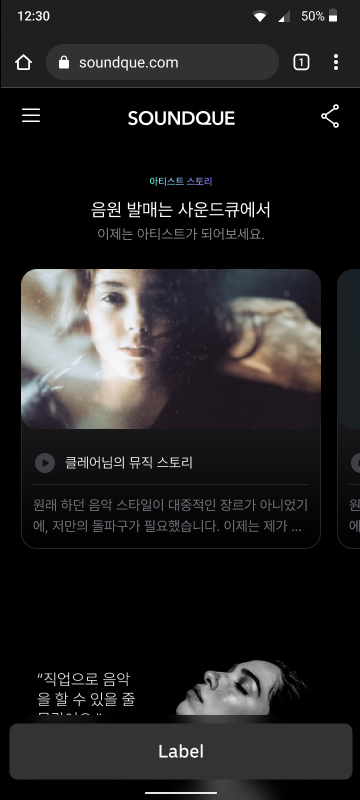 12:30
50%
soundque.com
1
SOUNDQUE
아티스트 스토리
음원 발매는 사운드큐에서
이제는 아티스트가 되어보세요.
클레어님의 뮤직 스토리
원래 하던 음악 스타일이 대중적인 장르가 아니었기
에, 저만의 돌파구가 필요했습니다. 이제는 제가 ...
“직업으로 음악
을 할 수 있을 줄
Label